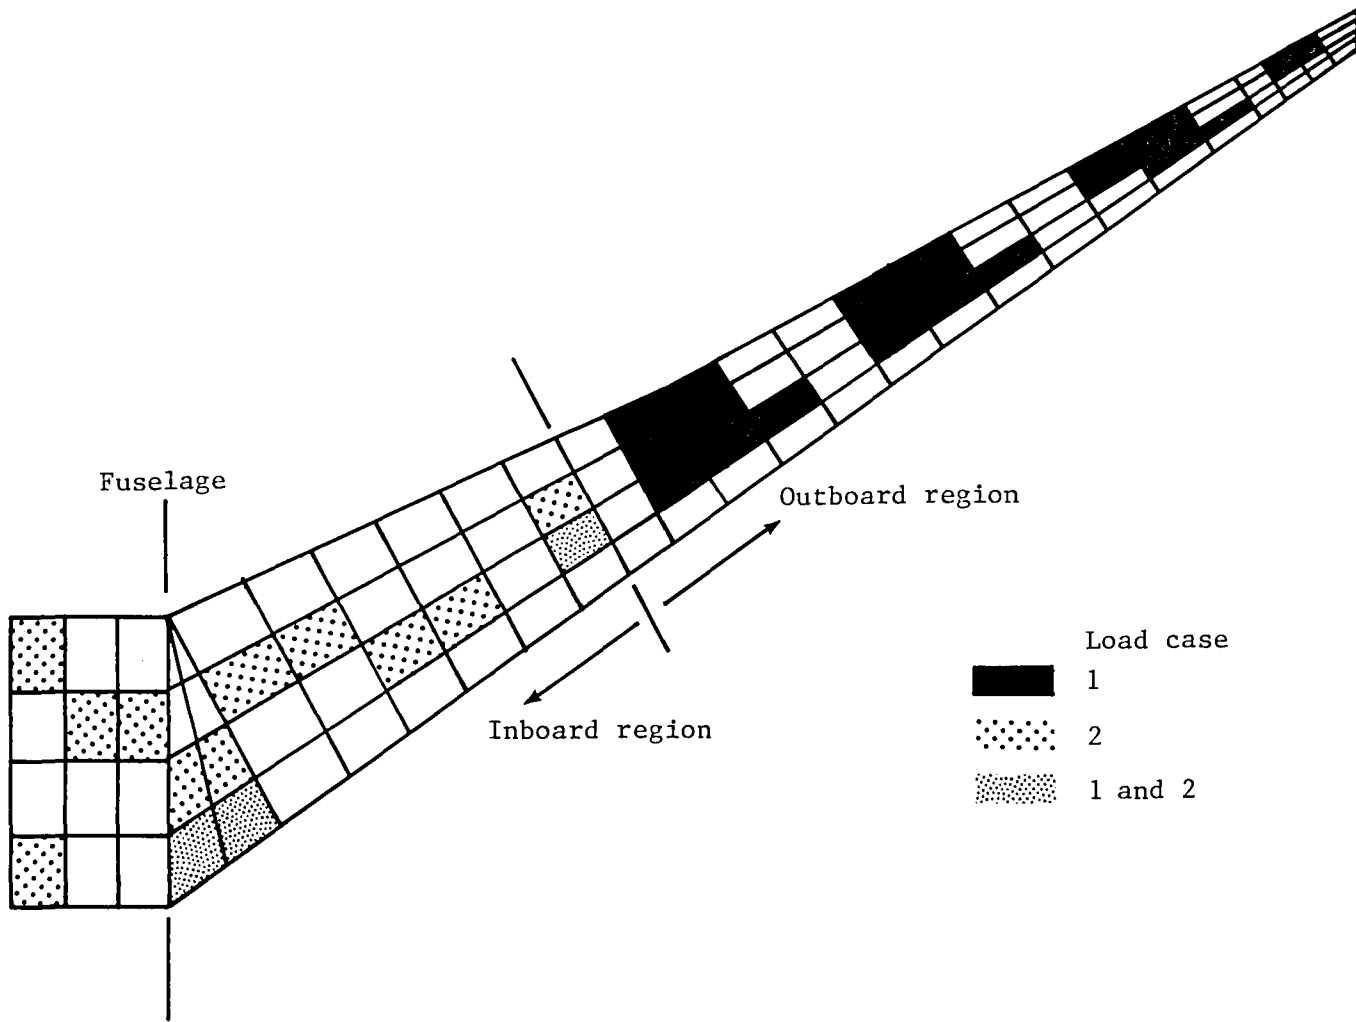 Fuselage
Outboard region
Inboard region
Load case
1
2
1 and 2